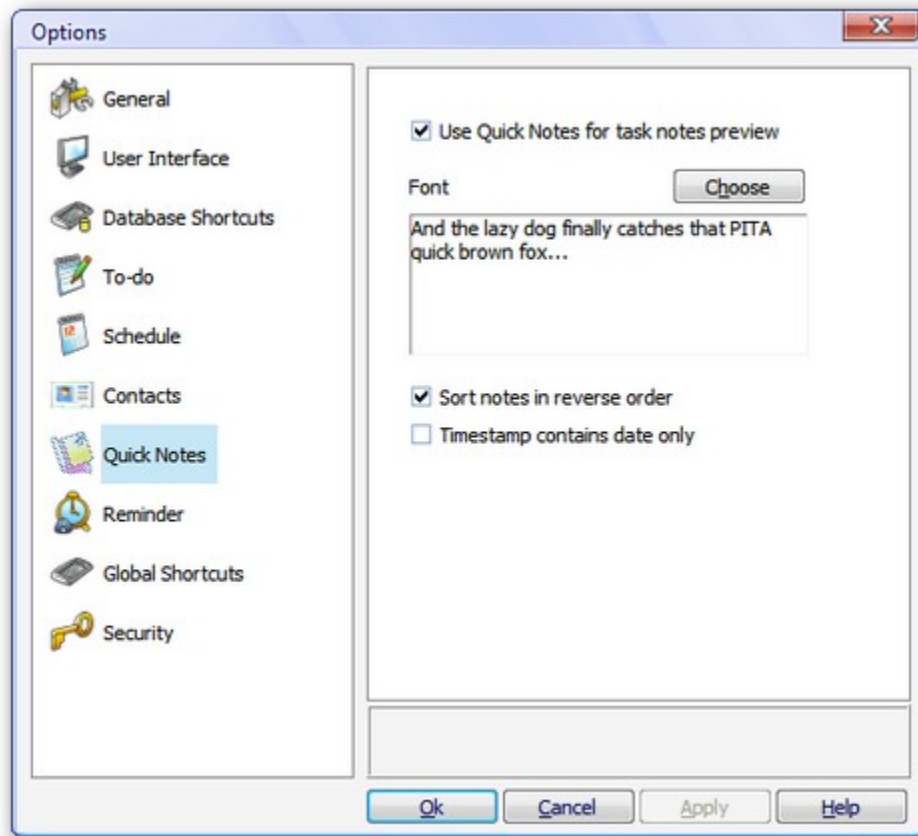 Options
General
User Interface
Database Shortcuts
To-do
Schedule
Contacts
Quick Notes
Reminder
Global Shortcuts
Security
Use Quick Notes for task notes preview
Font
Choose
And the lazy dog finally catches that PITA
quick brown fox...
Sort notes in reverse order
Timestamp contains date only
Ok
Cancel
Apply
Help